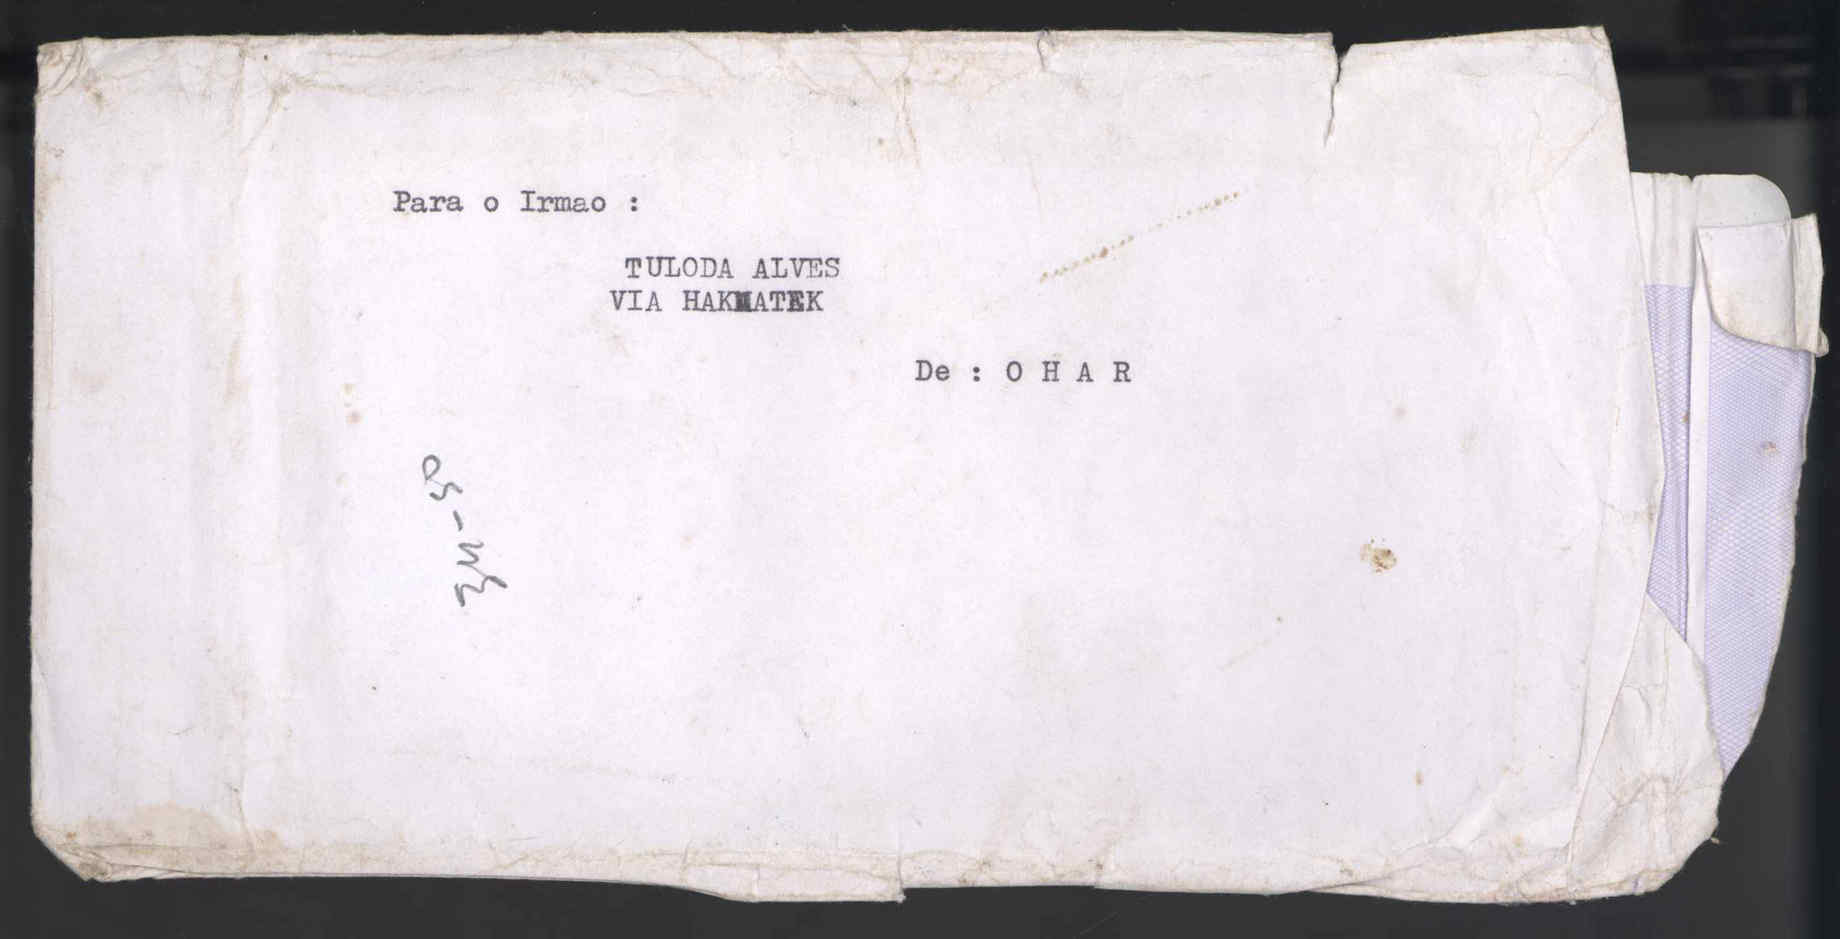 Para o Irmao :
TULODA ALVES
VIA HAKMATEK
De : O H A R